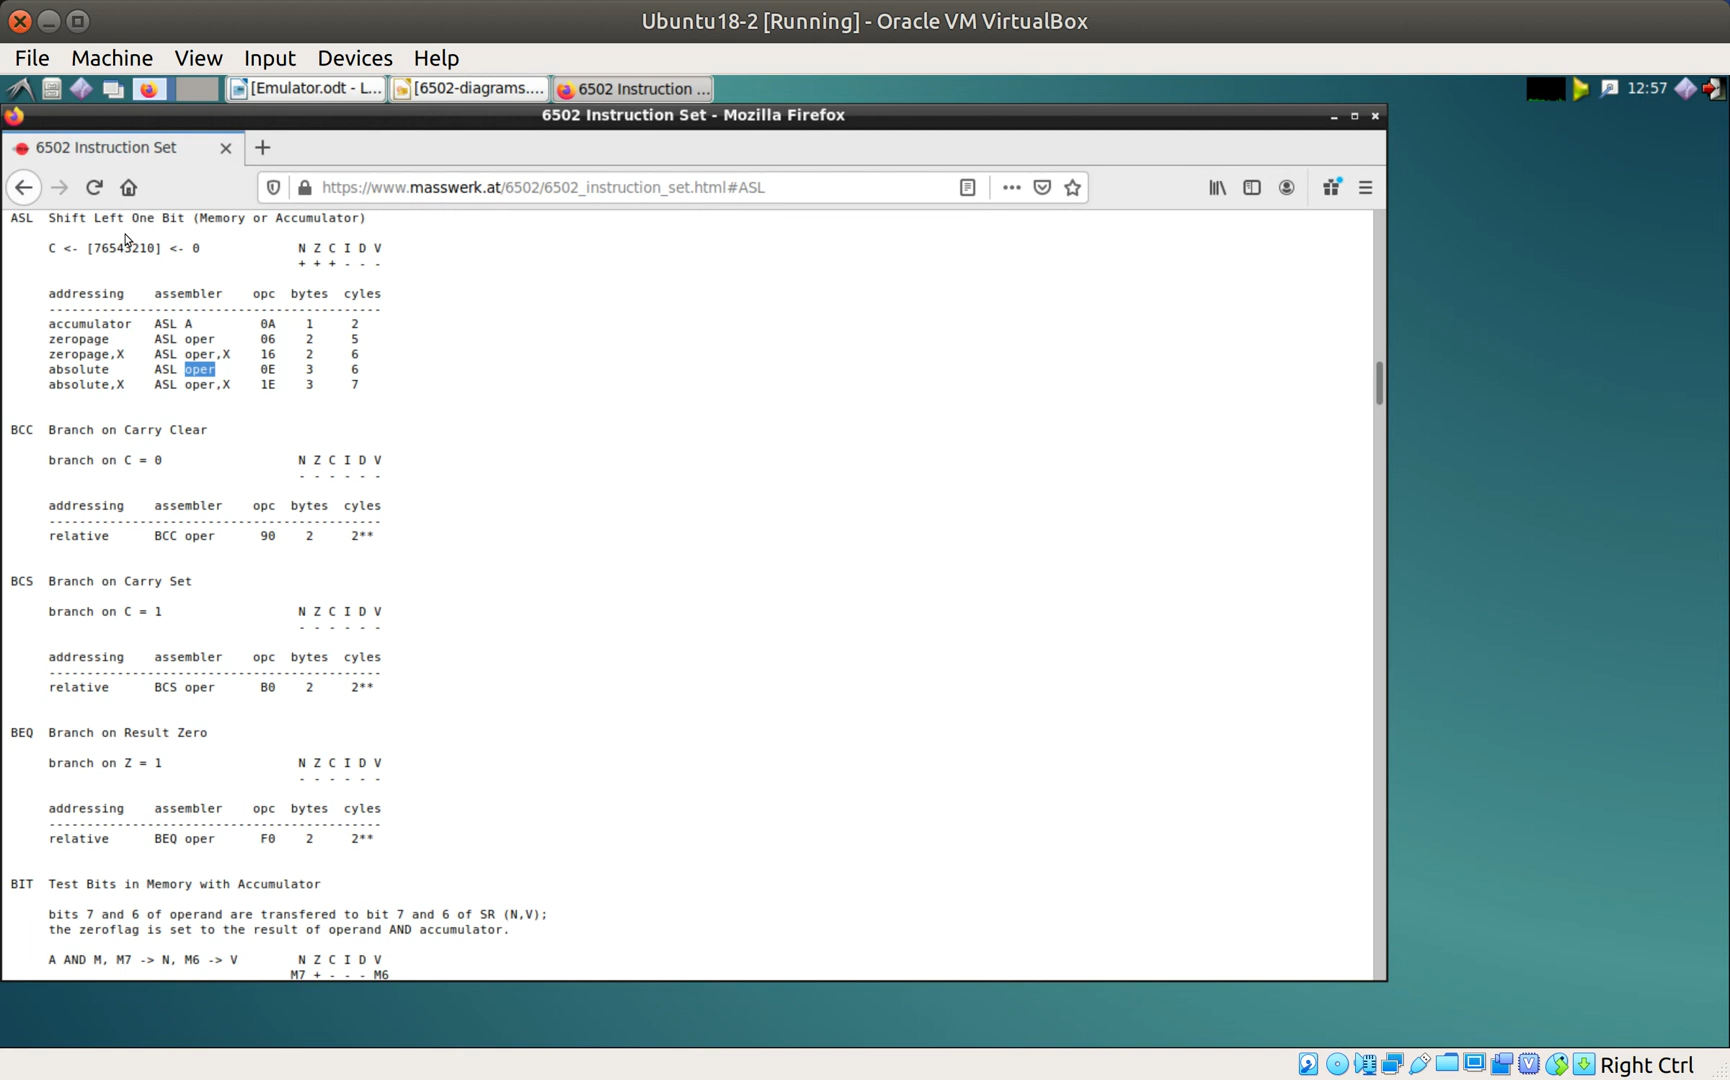 Ubuntu18-2 [Running] - Oracle VM VirtualBox
File Machine View Input Devices Help
[Emulator.odt - L... [6502-diagrams.... 6502 Instruction ... 12:57
6502 Instruction Set - Mozilla Firefox
6502 Instruction Set
https://www.masswerk.at/6502/6502_instruction_set.html#ASL
ASL Shift Left One Bit (Memory or Accumulator)
C <- [76543210] <- 0 N Z C I D V
+ + + - - -
addressing assembler opc bytes cyles
--------------------------------------------
accumulator ASL A 0A 1 2
zeropage ASL oper 06 2 5
zeropage,X ASL oper,X 16 2 6
absolute ASL oper 0E 3 6
absolute,X ASL oper,X 1E 3 7
BCC Branch on Carry Clear
branch on C = 0 N Z C I D V
- - - - - -
addressing assembler opc bytes cyles
--------------------------------------------
relative BCC oper 90 2 2**
BCS Branch on Carry Set
branch on C = 1 N Z C I D V
- - - - - -
addressing assembler opc bytes cyles
--------------------------------------------
relative BCS oper B0 2 2**
BEQ Branch on Result Zero
branch on Z = 1 N Z C I D V
- - - - - -
addressing assembler opc bytes cyles
--------------------------------------------
relative BEQ oper F0 2 2**
BIT Test Bits in Memory with Accumulator
bits 7 and 6 of operand are transfered to bit 7 and 6 of SR (N,V);
the zeroflag is set to the result of operand AND accumulator.
A AND M, M7 -> N, M6 -> V N Z C I D V
M7 + - - - M6
Right Ctrl